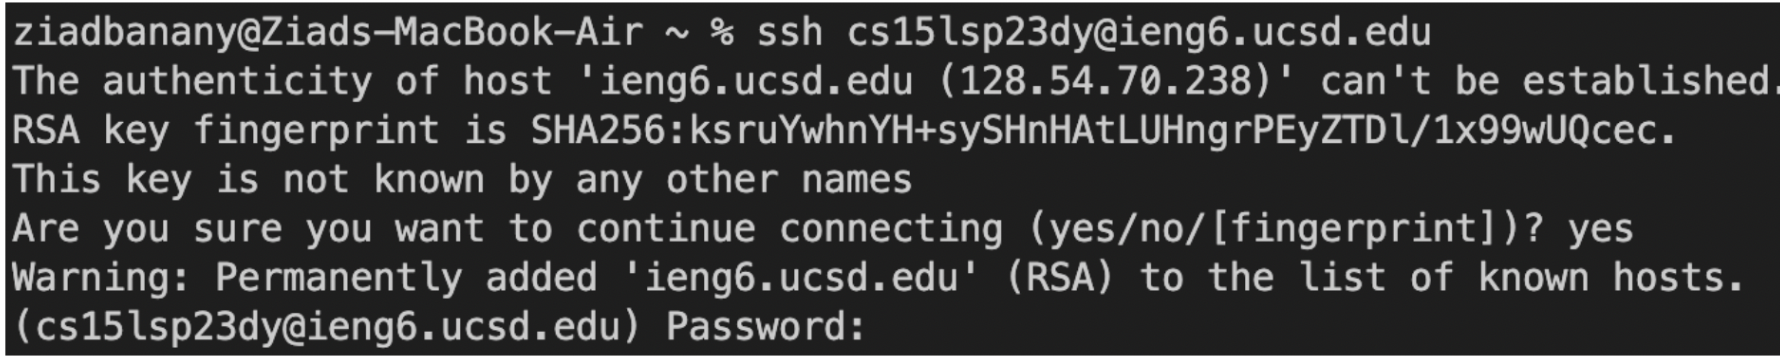 ziadbanany@Ziads-MacBook-Air ~ % ssh cs15lsp23dy@ieng6.ucsd.edu
The authenticity of host 'ieng6.ucsd.edu (128.54.70.238)' can't be established.
RSA key fingerprint is SHA256:ksruYwhnYH+sySHnHAtLUHngrPEyZTDl/1x99wUQcec.
This key is not known by any other names
Are you sure you want to continue connecting (yes/no/[fingerprint])? yes
Warning: Permanently added 'ieng6.ucsd.edu' (RSA) to the list of known hosts.
(cs15lsp23dy@ieng6.ucsd.edu) Password: